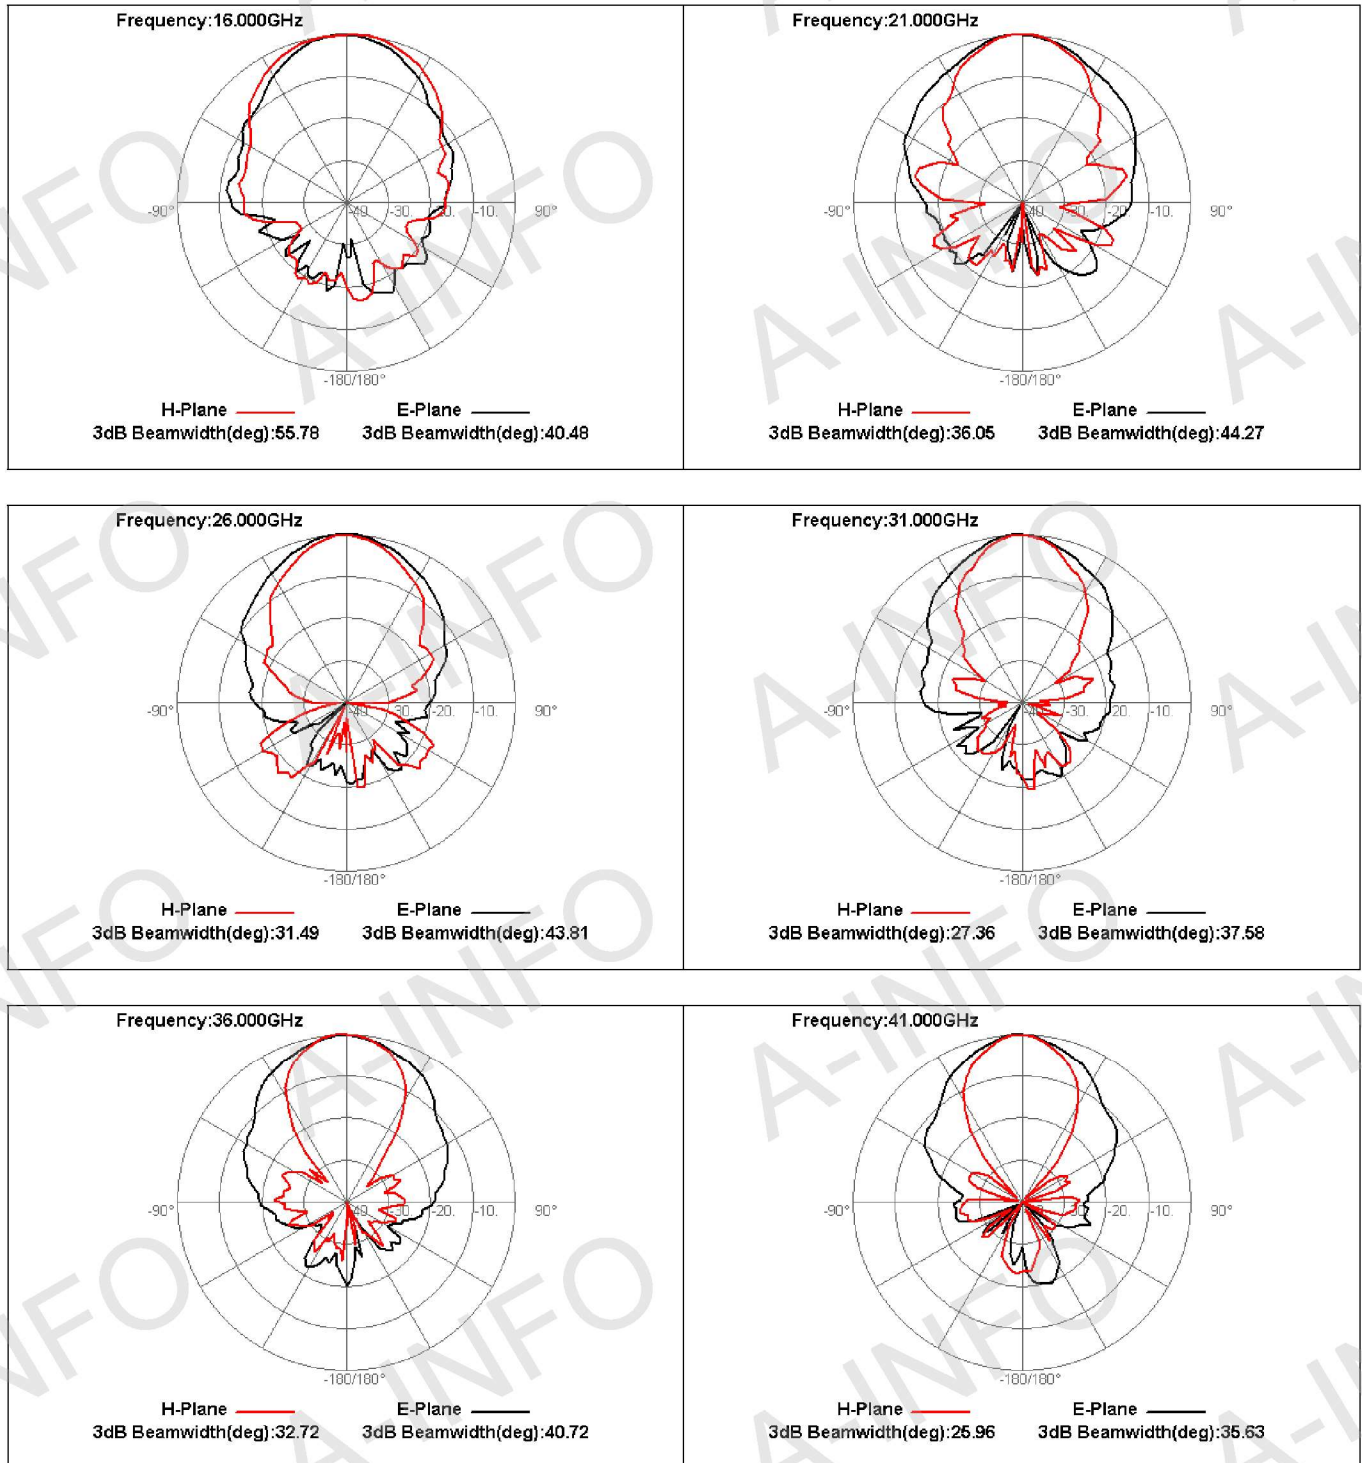 Frequency:16.000GHz
-90°
-40.
-30.
-20.
-10.
90°
-180/180°
H-Plane
E-Plane
3dB Beamwidth(deg):55.78
3dB Beamwidth(deg):40.48
Frequency:21.000GHz
-90°
-40.
-30.
-20.
-10.
90°
-180/180°
H-Plane
E-Plane
3dB Beamwidth(deg):36.05
3dB Beamwidth(deg):44.27
Frequency:26.000GHz
-90°
-40.
-30.
-20.
-10.
90°
-180/180°
H-Plane
E-Plane
3dB Beamwidth(deg):31.49
3dB Beamwidth(deg):43.81
Frequency:31.000GHz
-90°
-40.
-30.
-20.
-10.
90°
-180/180°
H-Plane
E-Plane
3dB Beamwidth(deg):27.36
3dB Beamwidth(deg):37.58
Frequency:36.000GHz
-90°
-40.
-30.
-20.
-10.
90°
-180/180°
H-Plane
E-Plane
3dB Beamwidth(deg):32.72
3dB Beamwidth(deg):40.72
Frequency:41.000GHz
-90°
-20.
-10.
90°
-180/180°
H-Plane
E-Plane
3dB Beamwidth(deg):25.96
3dB Beamwidth(deg):35.63
A-INFO
A-INFO
A-INFO
A-INFO
A-INFO
A-INFO